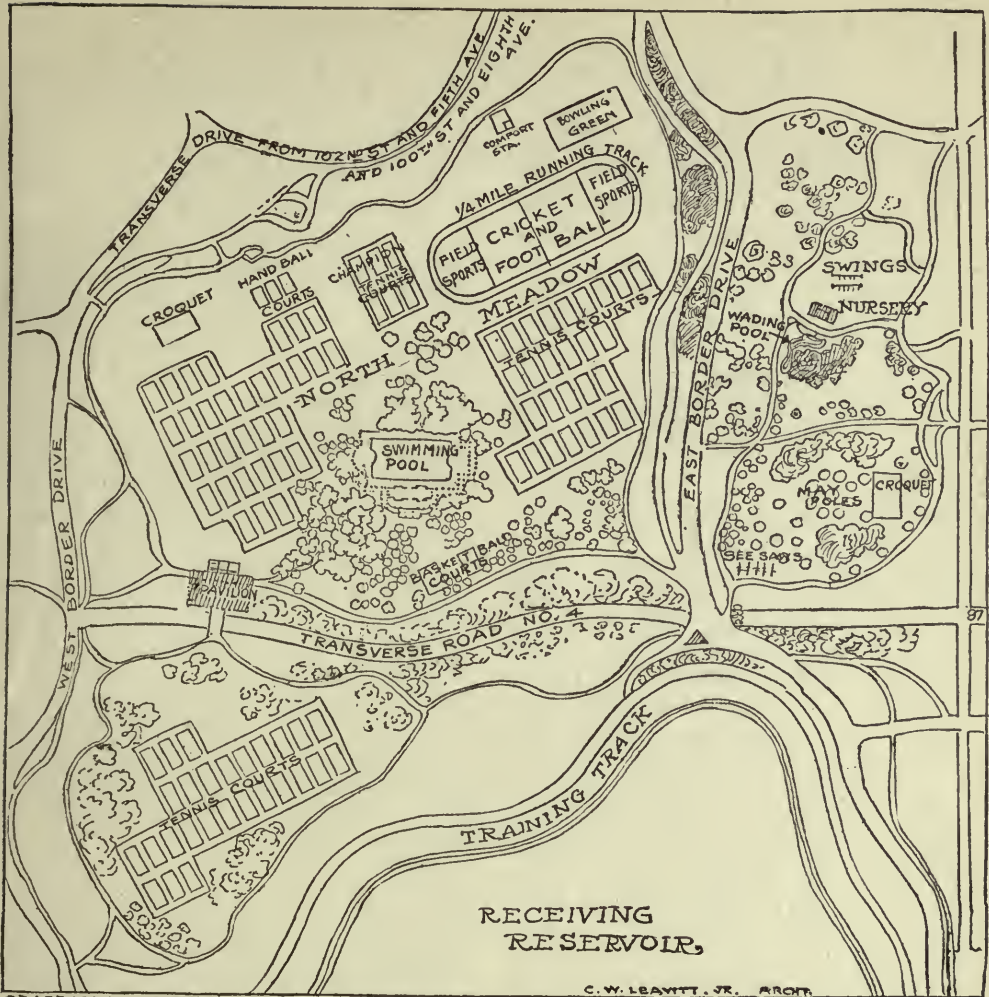 TRANSVERSE DRIVE FROM 102ND ST AND FIFTH AVE.
AND 100TH ST AND EIGHTH
AVE.
COMFORT
STA.
BOWLING
GREEN
1/4 MILE RUNNING TRACK
FIELD
SPORTS
CRICKET
AND
FOOT BALL
FIELD
SPORTS
HAND BALL
COURTS
CHAMPION
TENNIS
COURTS
CROQUET
NORTH MEADOW
TENNIS COURTS
SWIMMING
POOL
BASKET BALL
COURTS
EAST BORDER DRIVE
SWINGS
NURSERY
WADING
POOL
MAY
POLES
CROQUET
SEE SAWS
WEST BORDER DRIVE
PAVILION
TRANSVERSE ROAD NO. 4
97
TENNIS COURTS
TRAINING TRACK
RECEIVING
RESERVOIR,
C. W. LEAVITT. JR. ARCHT.